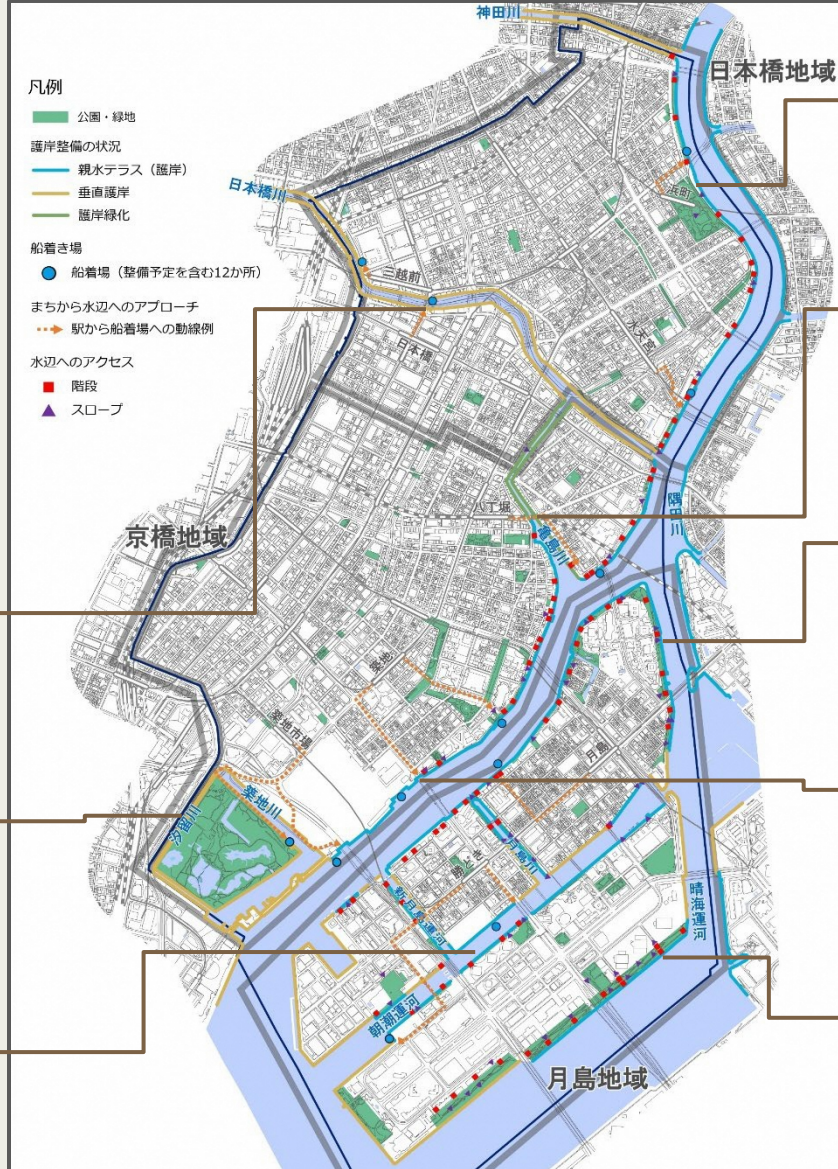 神田川
日本橋地域
凡例
公園・緑地
護岸整備の状況
親水テラス（護岸）
垂直護岸
護岸緑化
船着き場
船着場（整備予定を含む12か所）
まちから水辺へのアプローチ
駅から船着場への動線例
水辺へのアクセス
階段
スロープ
日本橋川
浜町
三越前
日本橋
水天宮
隅田川
八丁堀
亀島川
京橋地域
築地
築地市場
月島
築地川
汐留川
月島川
勝どき
新月島運河
晴海運河
朝潮運河
月島地域